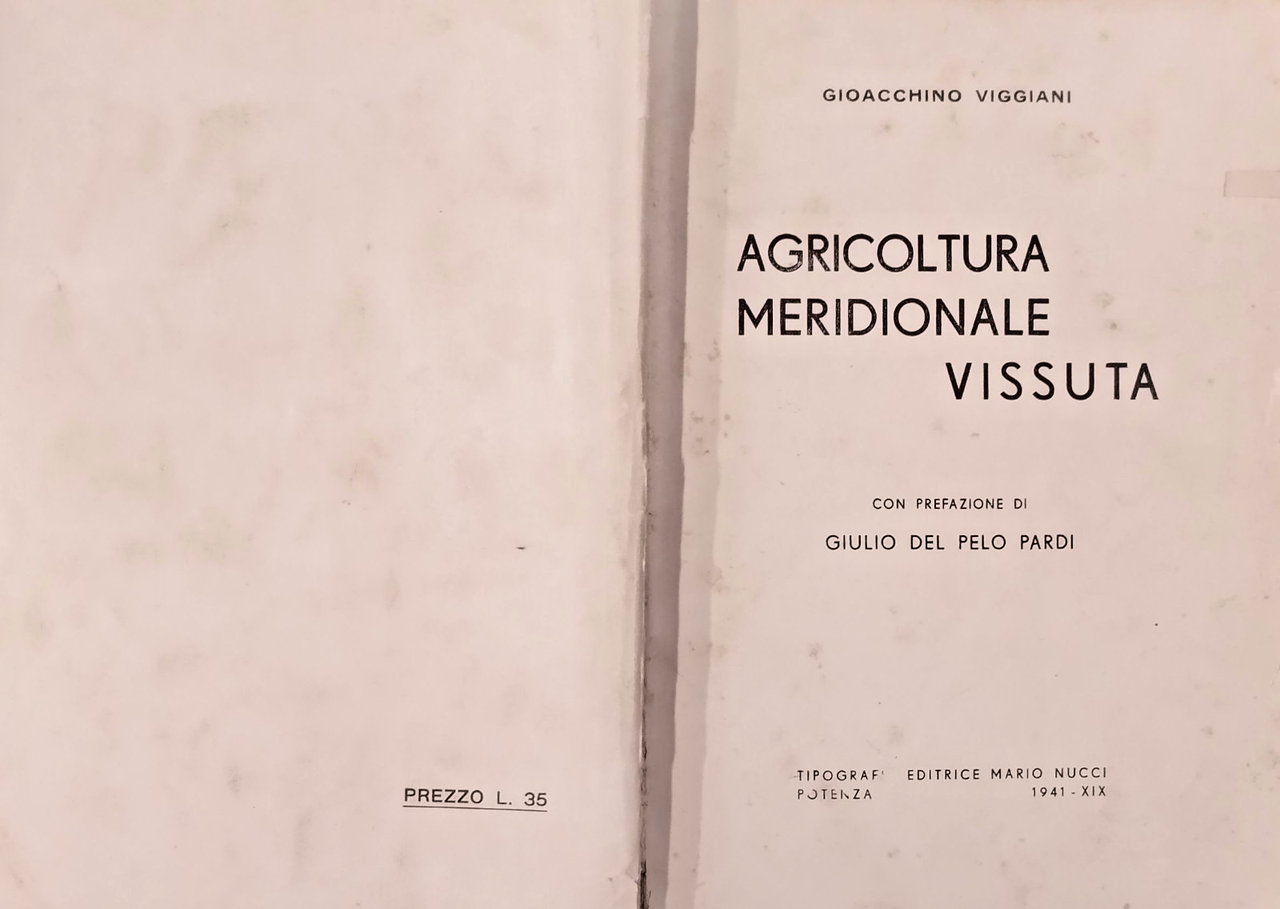 PREZZO L. 35
GIOACCHINO VIGGIANI
AGRICOLTURA
MERIDIONALE
VISSUTA
CON PREFAZIONE DI
GIULIO DEL PELO PARDI
EDITRICE MARIO NUCCI
POTENZA 1941 - XIX